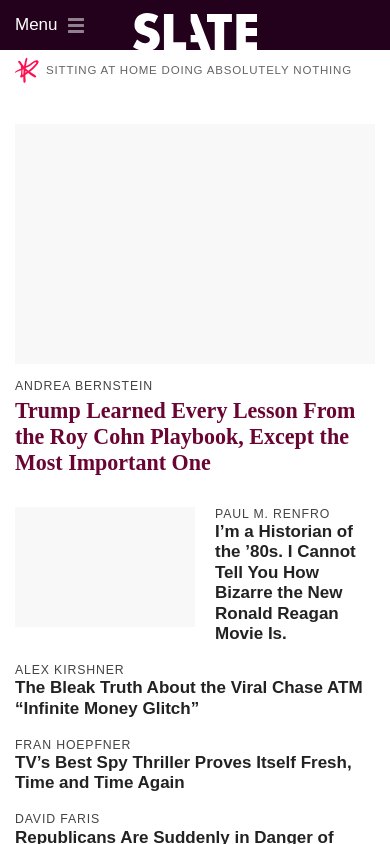 Menu
SLATE
SITTING AT HOME DOING ABSOLUTELY NOTHING
ANDREA BERNSTEIN
Trump Learned Every Lesson From
the Roy Cohn Playbook, Except the
Most Important One
PAUL M. RENFRO
I’m a Historian of
the ’80s. I Cannot
Tell You How
Bizarre the New
Ronald Reagan
Movie Is.
ALEX KIRSHNER
The Bleak Truth About the Viral Chase ATM
“Infinite Money Glitch”
FRAN HOEPFNER
TV’s Best Spy Thriller Proves Itself Fresh,
Time and Time Again
DAVID FARIS
Republicans Are Suddenly in Danger of